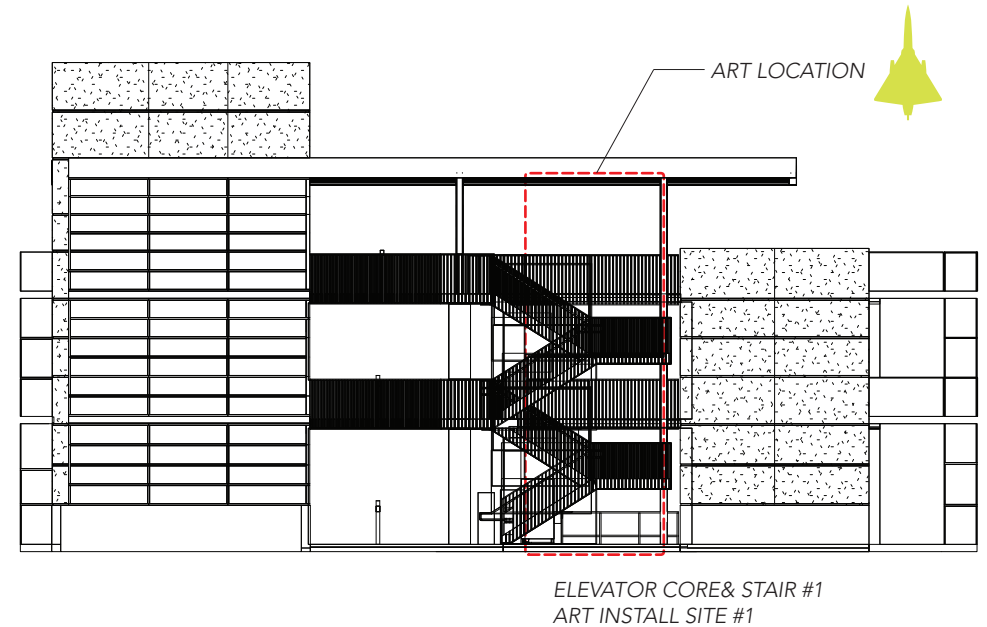 ART LOCATION
ELEVATOR CORE& STAIR #1
ART INSTALL SITE #1